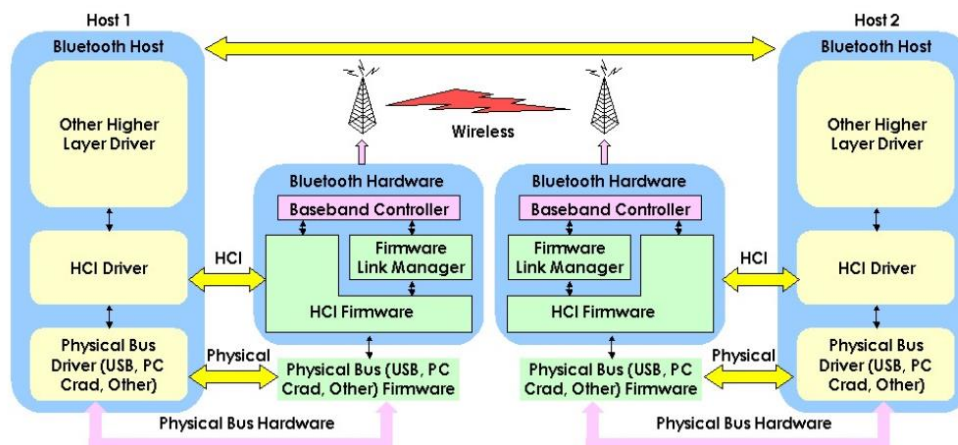 Host 1
Bluetooth Host
Other Higher
Layer Driver
HCI Driver
Physical Bus
Driver (USB, PC
Crad, Other)
HCI
Physical
Wireless
Bluetooth Hardware
Baseband Controller
Firmware
Link Manager
HCI Firmware
Physical Bus (USB, PC
Crad, Other) Firmware
Physical Bus Hardware
Bluetooth Hardware
Baseband Controller
Firmware
Link Manager
HCI Firmware
Physical Bus (USB, PC
Crad, Other) Firmware
HCI
Physical
Physical Bus Hardware
Host 2
Bluetooth Host
Other Higher
Layer Driver
HCI Driver
Physical Bus
Driver (USB, PC
Crad, Other)